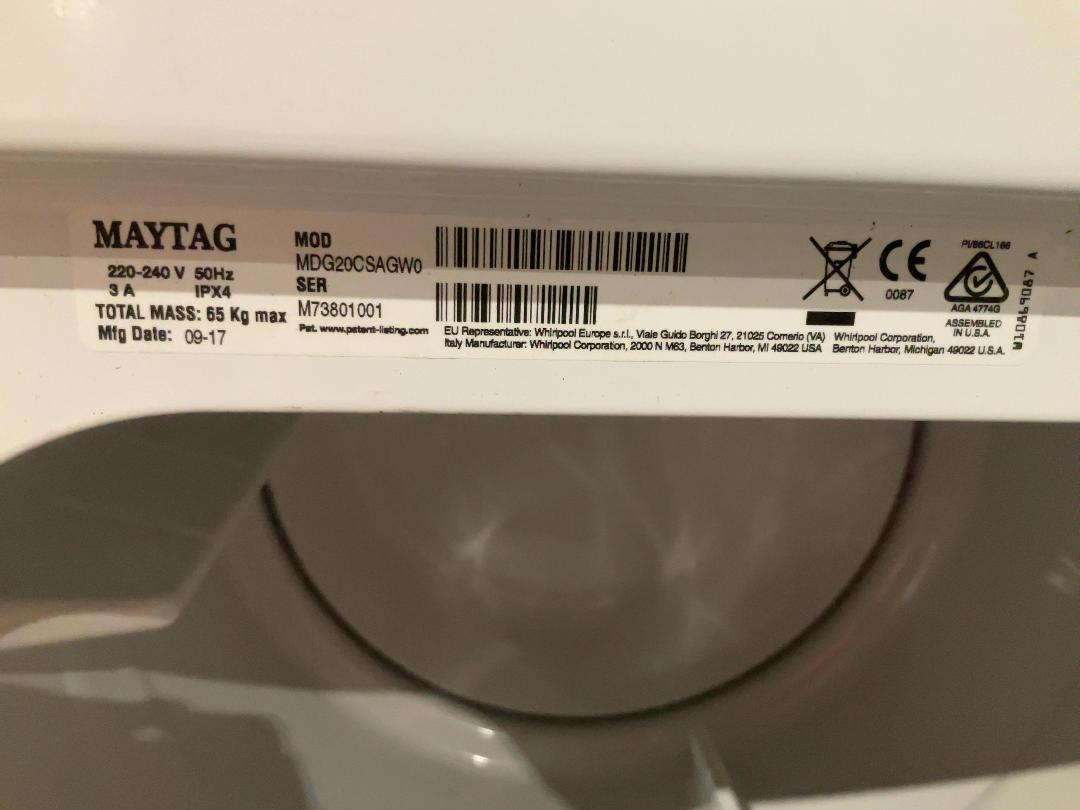 MAYTAG
220-240 V 50Hz
3 A IPX4
TOTAL MASS: 65 Kg max
Mfg Date: 09-17
MOD
MDG20CSAGW0
SER
M73801001
Pat. www.patent-listing.com
EU Representative: Whirlpool Europe s.r.l., Viale Guido Borghi 27, 21025 Comerio (VA) Whirlpool Corporation,
Italy Manufacturer: Whirlpool Corporation, 2000 N M63, Benton Harbor, MI 49022 USA Benton Harbor, Michigan 49022 U.S.A.
CE
0087
PI/86CL166
AGA 4774G
ASSEMBLED
IN U.S.A.
W10869087 A